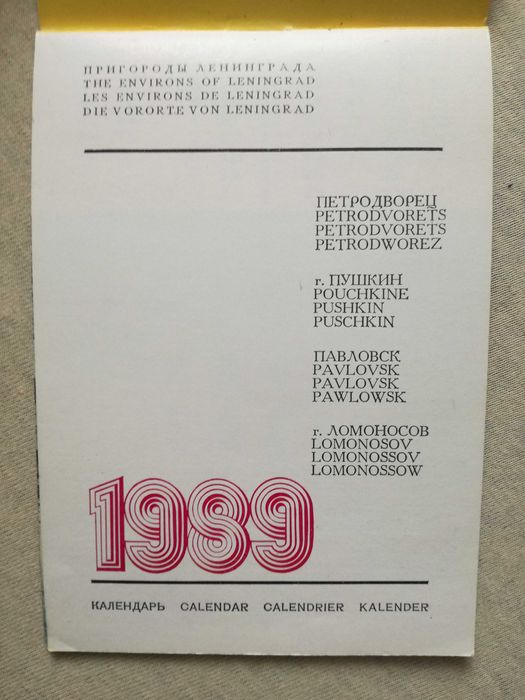 ПРИГОРОДЫ ЛЕНИНГРАДА
THE ENVIRONS OF LENINGRAD
LES ENVIRONS DE LENINGRAD
DIE VORORTE VON LENINGRAD
ПЕТРОДВОРЕЦ
PETRODVORETS
PETRODVORETS
PETRODWOREZ
г. ПУШКИН
POUCHKINE
PUSHKIN
PUSCHKIN
ПАВЛОВСК
PAVLOVSK
PAVLOVSK
PAWLOWSK
г. ЛОМОНОСОВ
LOMONOSOV
LOMONOSSOV
LOMONOSSOW
1989
КАЛЕНДАРЬ CALENDAR CALENDRIER KALENDER